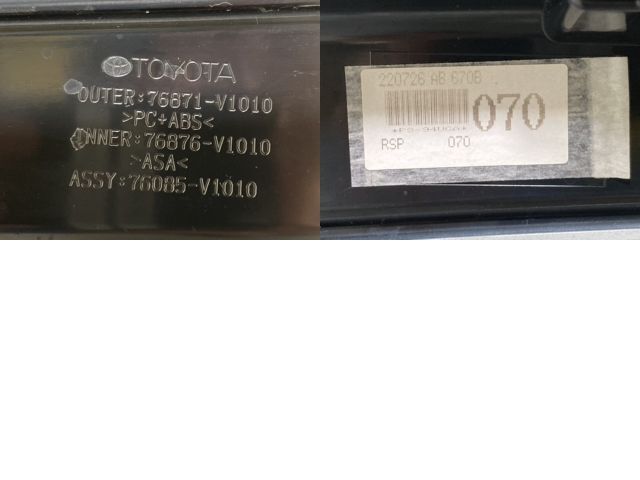 TOYOTA
OUTER:76871-V1010
>PC+ABS<
INNER:76876-V1010
>ASA<
ASSY:76085-V1010
220726 AB 670B
070
RSP 070